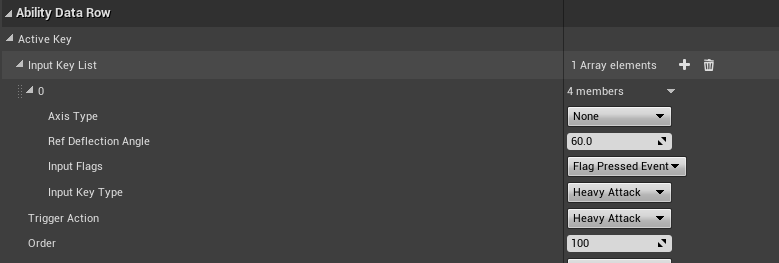 Ability Data Row
Active Key
Input Key List 1 Array elements
0 4 members
Axis Type None
Ref Deflection Angle 60.0
Input Flags Flag Pressed Event
Input Key Type Heavy Attack
Trigger Action Heavy Attack
Order 100